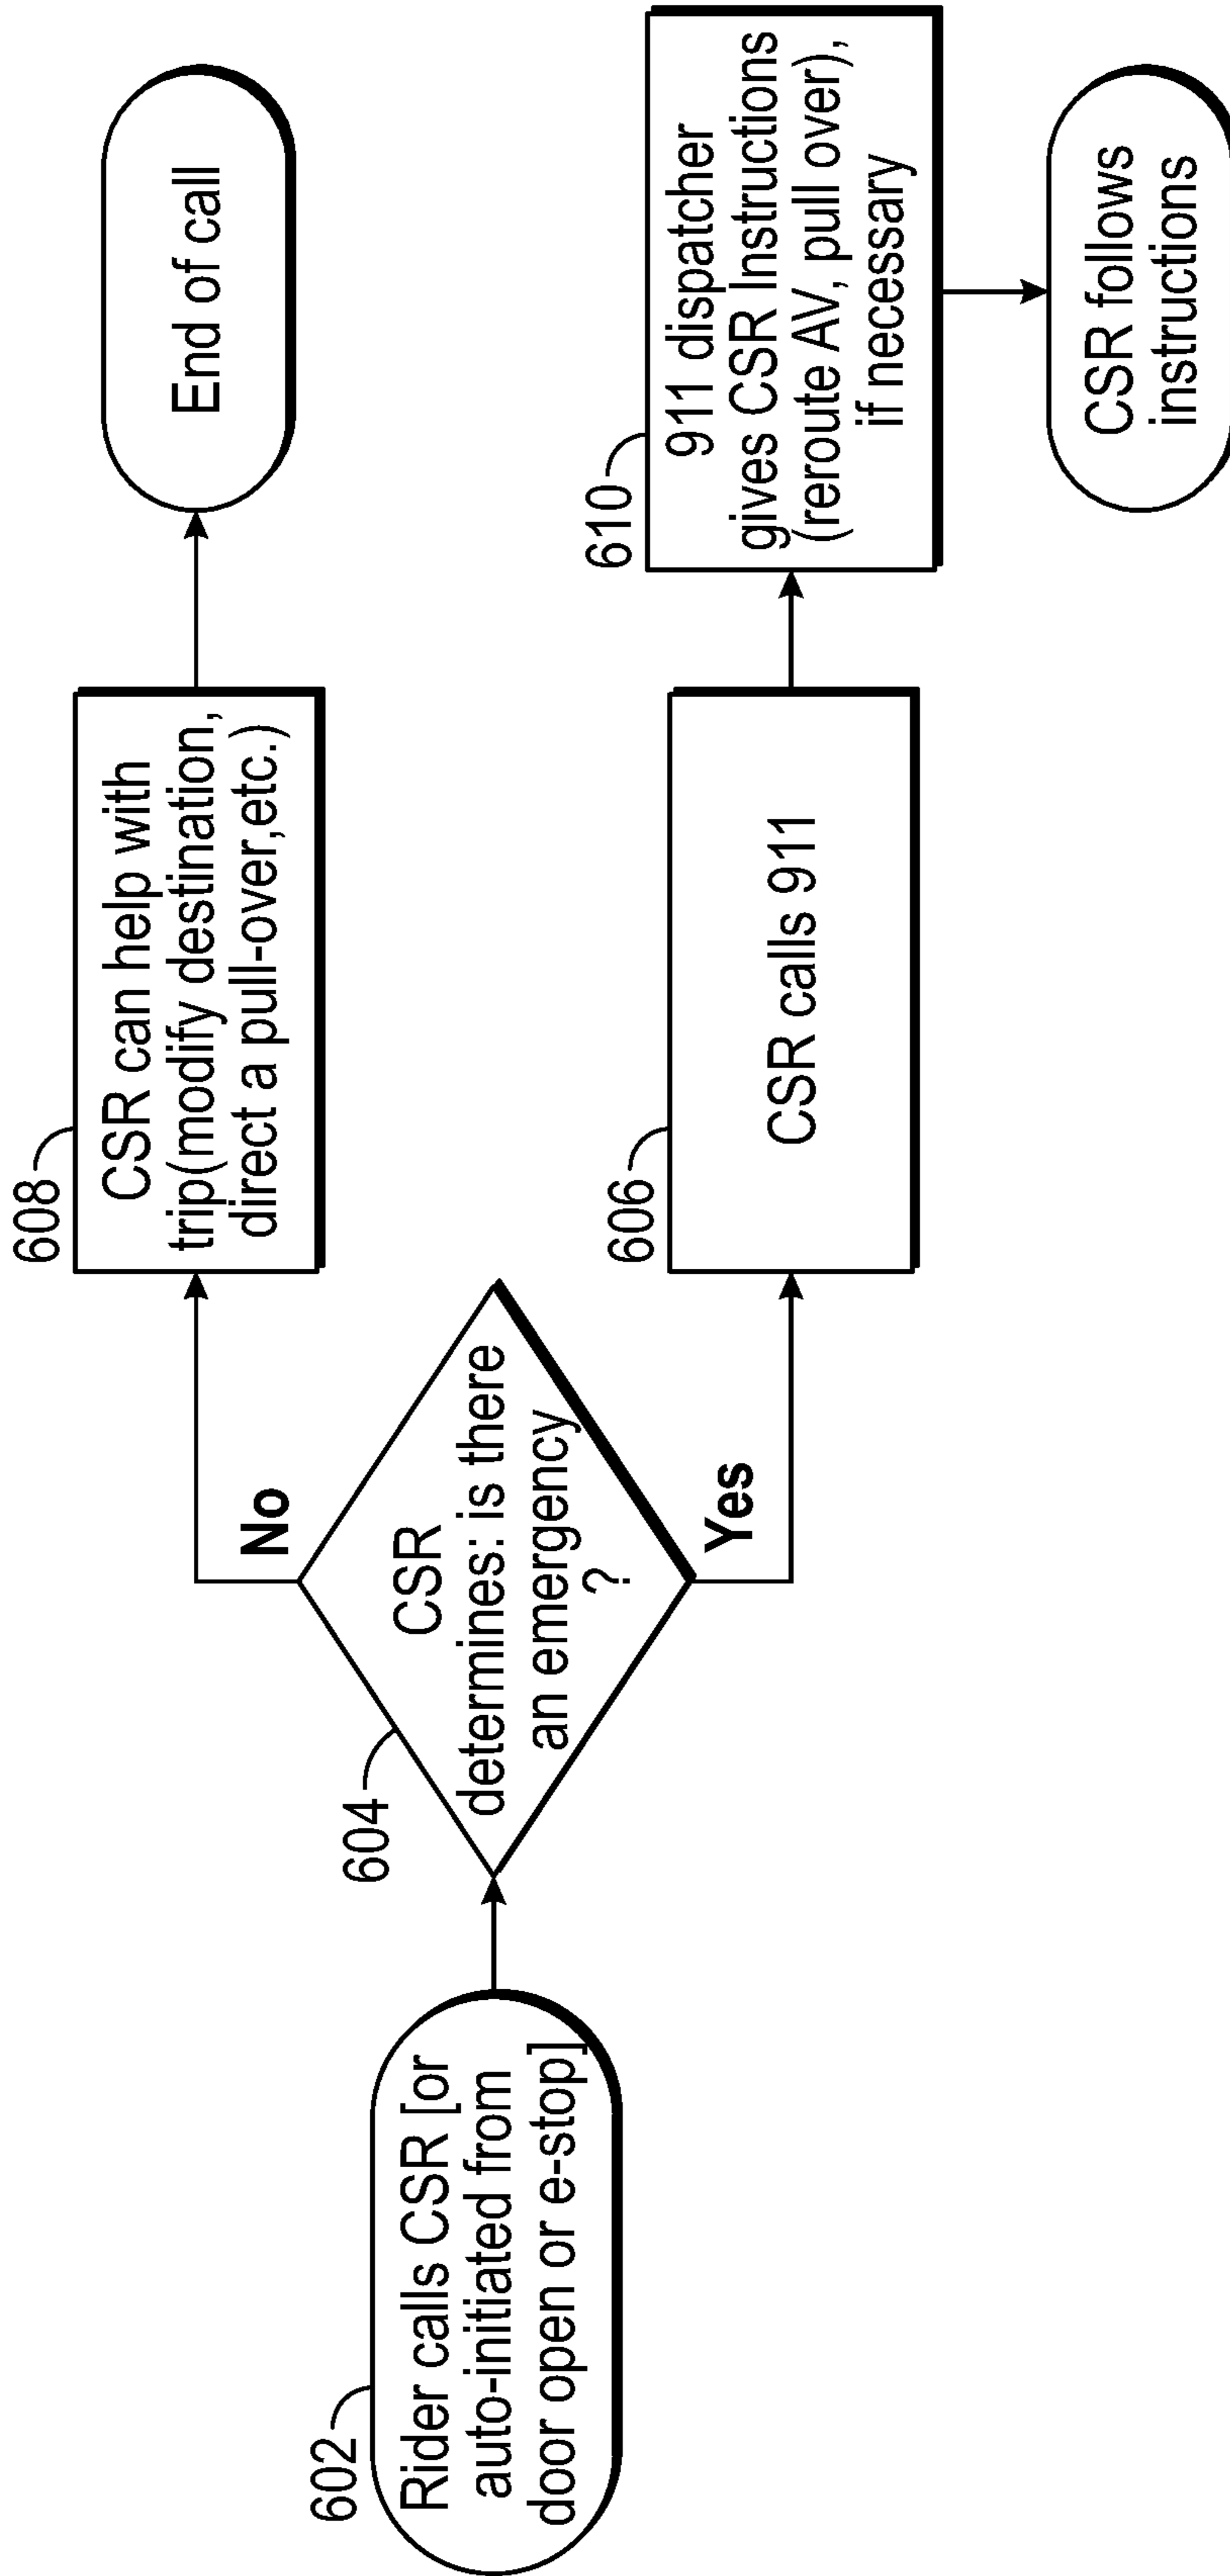 602
Rider calls CSR [or
auto-initiated from
door open or e-stop]
604
CSR
determines: is there
an emergency
?
No
608
CSR can help with
trip(modify destination,
direct a pull-over,etc.)
End of call
Yes
606
CSR calls 911
610
911 dispatcher
gives CSR Instructions
(reroute AV, pull over),
if necessary
CSR follows
instructions